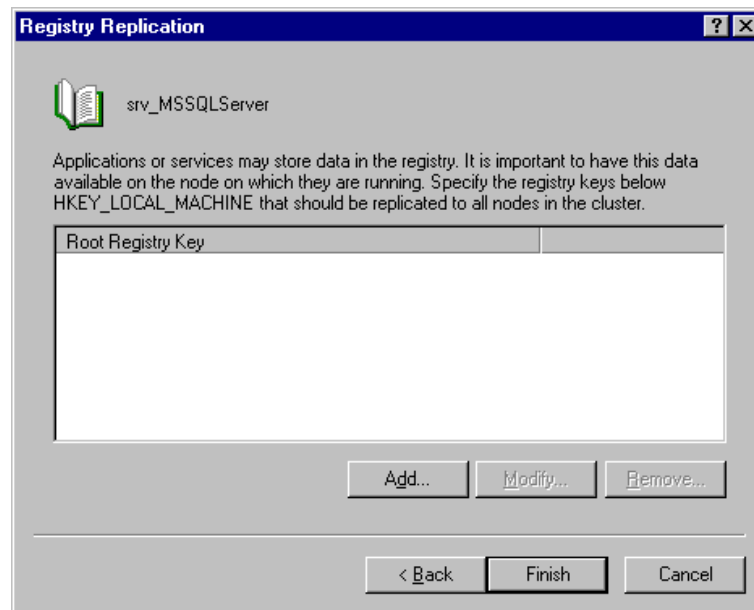 Registry Replication
srv_MSSQLServer
Applications or services may store data in the registry. It is important to have this data
available on the node on which they are running. Specify the registry keys below
HKEY_LOCAL_MACHINE that should be replicated to all nodes in the cluster.
Root Registry Key
Add... Modify... Remove...
< Back Finish Cancel